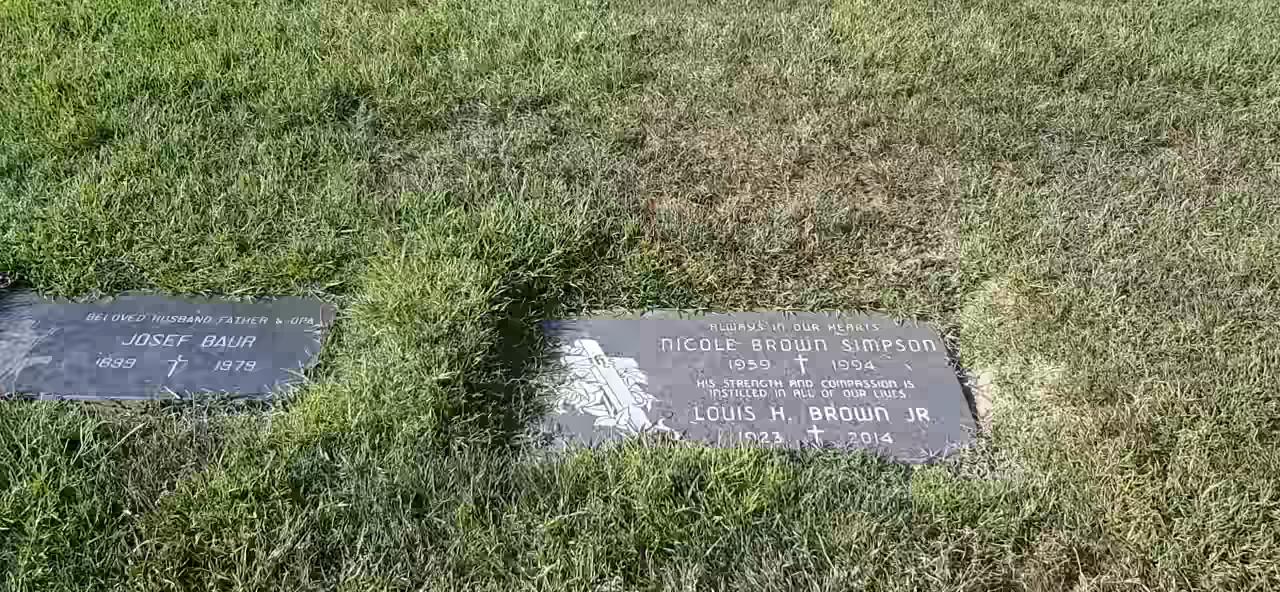 BELOVED HUSBAND, FATHER & OPA
JOSEF BAUR
1899 1979
ALWAYS IN OUR HEARTS
NICOLE BROWN SIMPSON
1959 1994
HIS STRENGTH AND COMPASSION IS
INSTILLED IN ALL OF OUR LIVES
LOUIS H. BROWN JR.
1923 2014